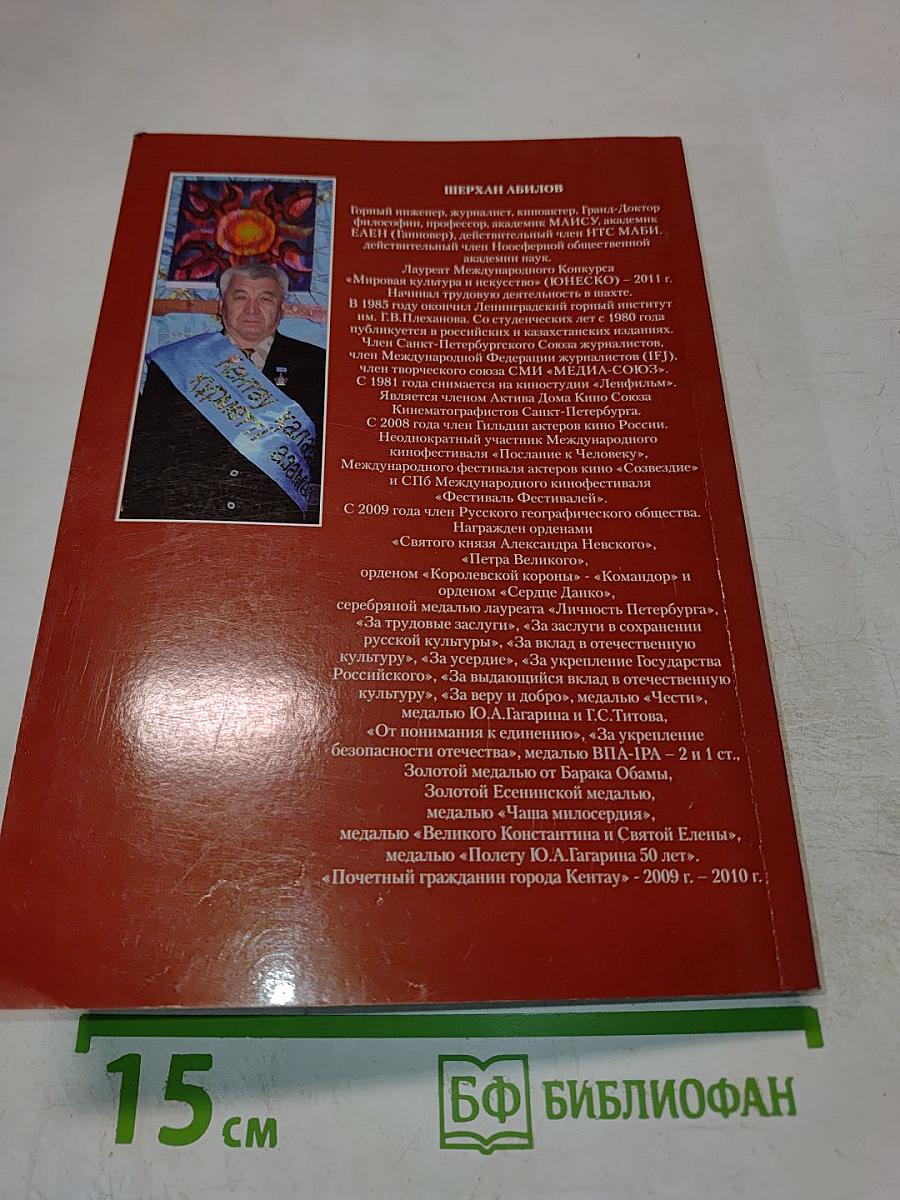 ШЕРХАН АБИЛОВ
Горный инженер, журналист, киноактер, Гранд-Доктор
философии, профессор, академик МАИСУ, академик
ЕАЕН (Ганновер), действительный член НТС МАБИ.
действительный член Ноосферной общественной
академии наук.
Лауреат Международного Конкурса
«Мировая культура и искусство» (ЮНЕСКО) – 2011 г.
Начинал трудовую деятельность в шахте.
В 1985 году окончил Ленинградский горный институт
им. Г.В.Плеханова. Со студенческих лет с 1980 года
публикуется в российских и казахстанских изданиях.
Член Санкт-Петербургского Союза журналистов,
член Международной Федерации журналистов (IFJ),
член творческого союза СМИ «МЕДИА-СОЮЗ».
С 1981 года снимается на киностудии «Ленфильм».
Является членом Актива Дома Кино Союза
Кинематографистов Санкт-Петербурга.
С 2008 года член Гильдии актеров кино России.
Неоднократный участник Международного
кинофестиваля «Послание к Человеку»,
Международного фестиваля актеров кино «Созвездие»
и СПб Международного кинофестиваля
«Фестиваль Фестивалей».
С 2009 года член Русского географического общества.
Награжден орденами
«Святого князя Александра Невского»,
«Петра Великого»,
орденом «Королевской короны» - «Командор» и
орденом «Сердце Данко»,
серебряной медалью лауреата «Личность Петербурга»,
«За трудовые заслуги», «За заслуги в сохранении
русской культуры», «За вклад в отечественную
культуру», «За усердие», «За укрепление Государства
Российского», «За выдающийся вклад в отечественную
культуру», «За веру и добро», медалью «Чести»,
медалью Ю.А.Гагарина и Г.С.Титова,
«От понимания к единению», «За укрепление
безопасности отечества», медалью ВПА-IPA – 2 и 1 ст.,
Золотой медалью от Барака Обамы,
Золотой Есенинской медалью,
медалью «Чаша милосердия»,
медалью «Великого Константина и Святой Елены»,
медалью «Полету Ю.А.Гагарина 50 лет».
«Почетный гражданин города Кентау» - 2009 г. – 2010 г.
Кентау қала
құрметті азамы
15 см
БФ БИБЛИОФАН